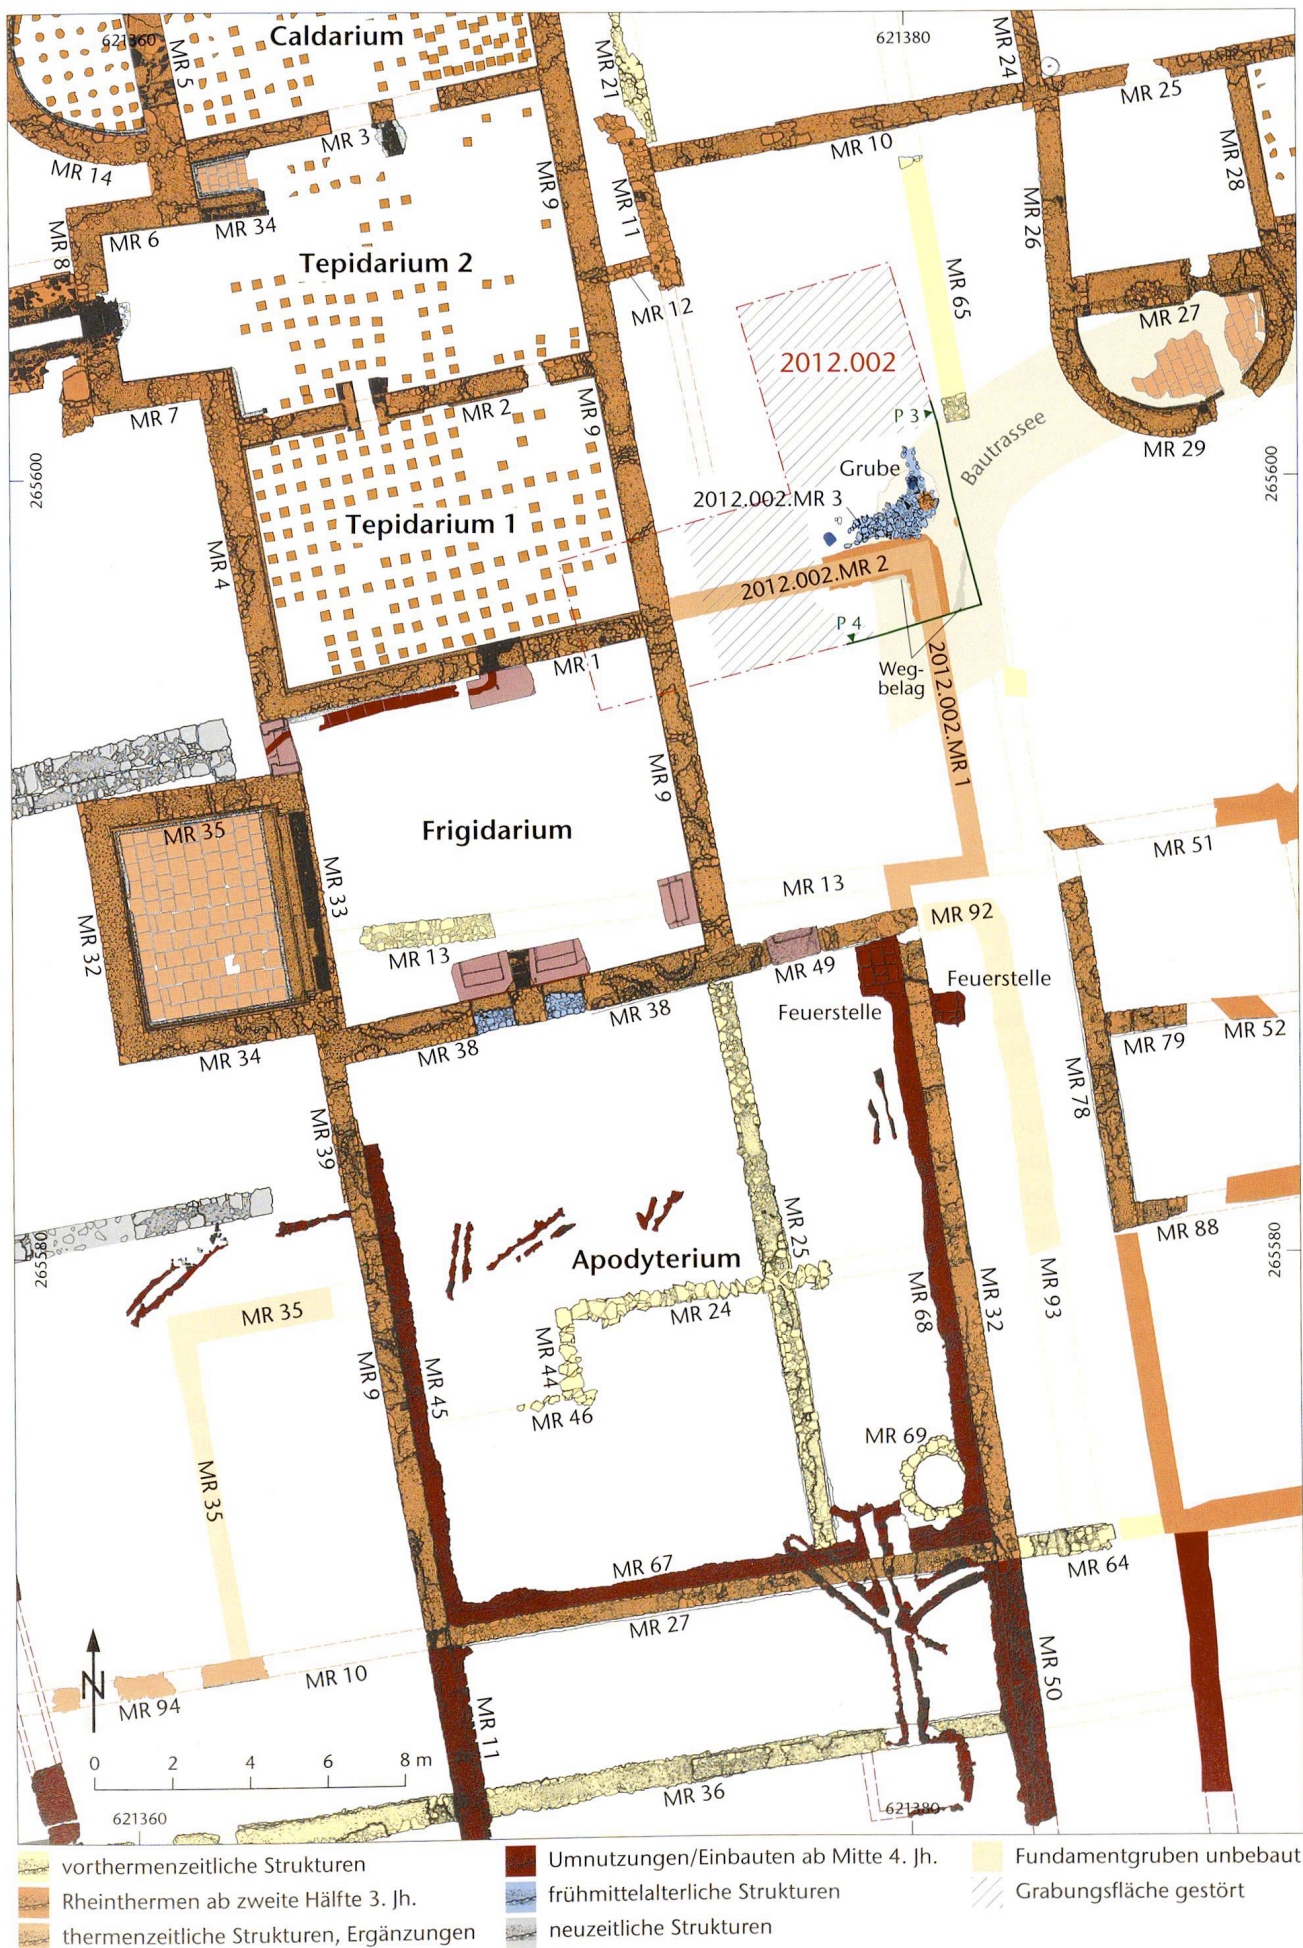 Caldarium
621360
621380
MR 5
MR 21
MR 24
MR 25
MR 28
MR 3
MR 10
MR 14
MR 9
MR 11
MR 26
MR 8
MR 6
MR 34
Tepidarium 2
MR 65
MR 12
MR 27
2012.002
MR 7
MR 2
MR 9
P 3
Bautrassee
MR 29
Grube
265600
265600
2012.002.MR 3
Tepidarium 1
MR 4
2012.002.MR 2
P 4
MR 1
Weg-
belag
2012.002.MR 1
MR 9
MR 35
Frigidarium
MR 51
MR 33
MR 13
MR 92
MR 32
MR 13
MR 49
Feuerstelle
Feuerstelle
MR 38
MR 38
MR 34
MR 79
MR 52
MR 78
MR 39
MR 25
MR 88
265580
265580
Apodyterium
MR 35
MR 24
MR 68
MR 32
MR 93
MR 44
MR 9
MR 45
MR 46
MR 69
MR 35
MR 67
MR 64
MR 27
MR 10
MR 94
MR 50
N
MR 11
0 2 4 6 8 m
MR 36
621360
621380
vorthermenzeitliche Strukturen
Rheinthermen ab zweite Hälfte 3. Jh.
thermenzeitliche Strukturen, Ergänzungen
Umnutzungen/Einbauten ab Mitte 4. Jh.
frühmittelalterliche Strukturen
neuzeitliche Strukturen
Fundamentgruben unbebaut
Grabungsfläche gestört